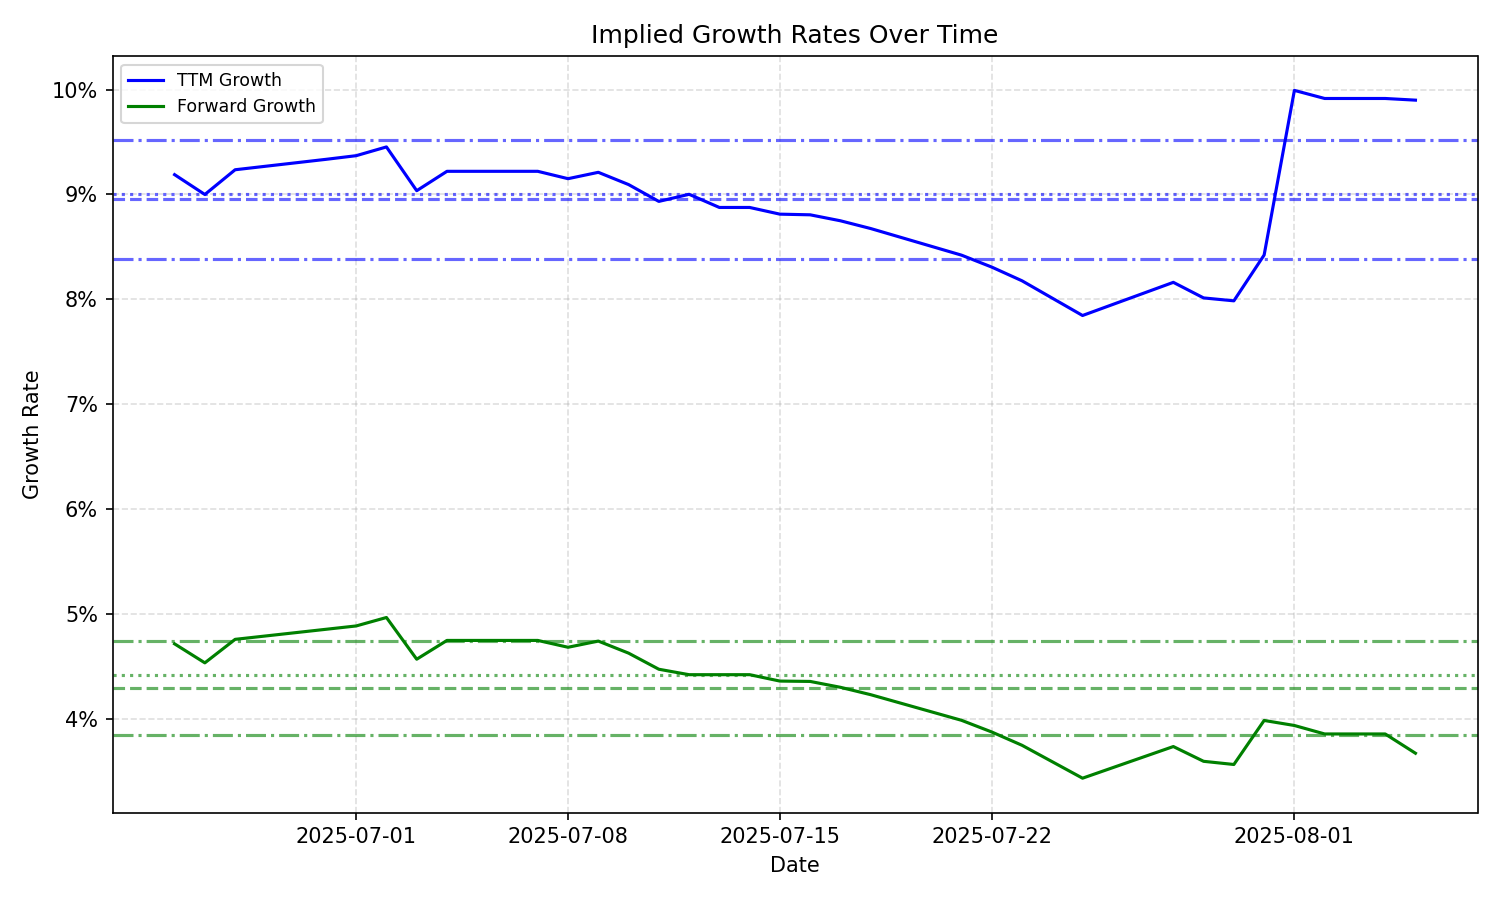 Implied Growth Rates Over Time
TTM Growth
Forward Growth
10%
9%
8%
7%
6%
5%
4%
Growth Rate
2025-07-01
2025-07-08
2025-07-15
2025-07-22
2025-08-01
Date